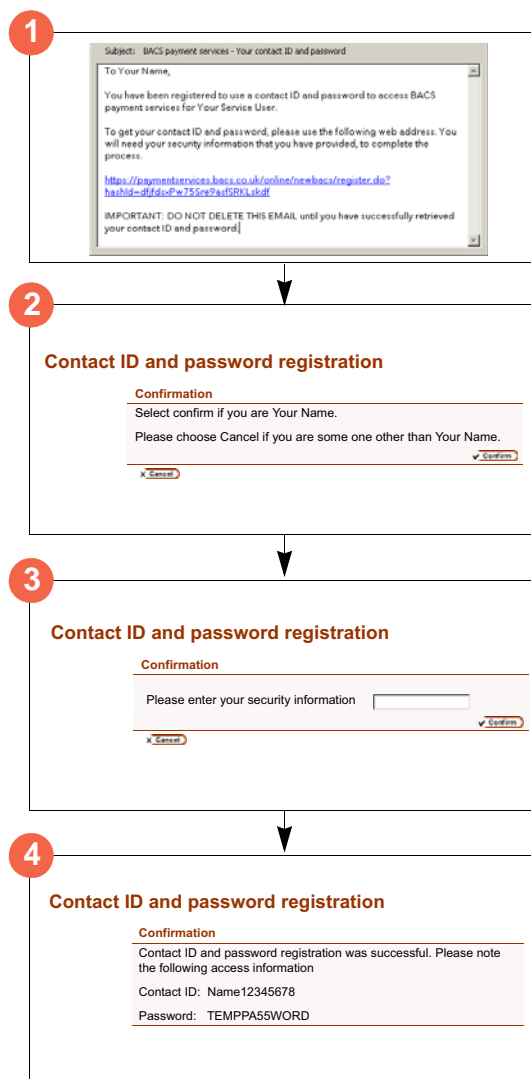 1
Subject: BACS payment services - Your contact ID and password
To Your Name,
You have been registered to use a contact ID and password to access BACS
payment services for Your Service User.
To get your contact ID and password, please use the following web address. You
will need your security information that you have provided, to complete the
process.
https://paymentservices.bacs.co.uk/online/newbacs/register.do?
IMPORTANT: DO NOT DELETE THIS EMAIL until you have successfully retrieved
your contact ID and password.
2
Contact ID and password registration
Confirmation
Select confirm if you are Your Name.
Please choose Cancel if you are some one other than Your Name.
Confirm
x Cancel
3
Contact ID and password registration
Confirmation
Please enter your security information
Confirm
x Cancel
4
Contact ID and password registration
Confirmation
Contact ID and password registration was successful. Please note
the following access information
Contact ID: Name12345678
Password: TEMPPA55WORD